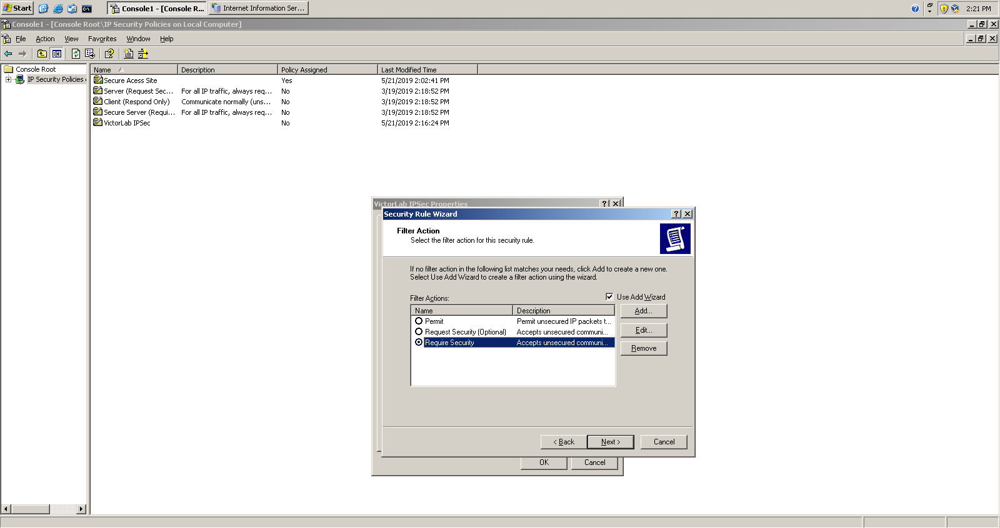 Start
Console1 - [Console R...
Internet Information Ser...
2:21 PM
Console1 - [Console Root\IP Security Policies on Local Computer]
File Action View Favorites Window Help
Console Root
IP Security Policies
Name Description Policy Assigned Last Modified Time
Secure Acess Site Yes 5/21/2019 2:02:41 PM
Server (Request Sec... For all IP traffic, always req... No 3/19/2019 2:18:52 PM
Client (Respond Only) Communicate normally (uns... No 3/19/2019 2:18:52 PM
Secure Server (Requi... For all IP traffic, always req... No 3/19/2019 2:18:52 PM
VictorLab IPSec No 5/21/2019 2:16:24 PM
VictorLab IPSec Properties
Security Rule Wizard
Filter Action
Select the filter action for this security rule.
If no filter action in the following list matches your needs, click Add to create a new one.
Select Use Add Wizard to create a filter action using the wizard.
Filter Actions:
Use Add Wizard
Name Description
Permit Permit unsecured IP packets t...
Request Security (Optional) Accepts unsecured communi...
Require Security Accepts unsecured communi...
Add...
Edit...
Remove
< Back Next > Cancel
OK Cancel